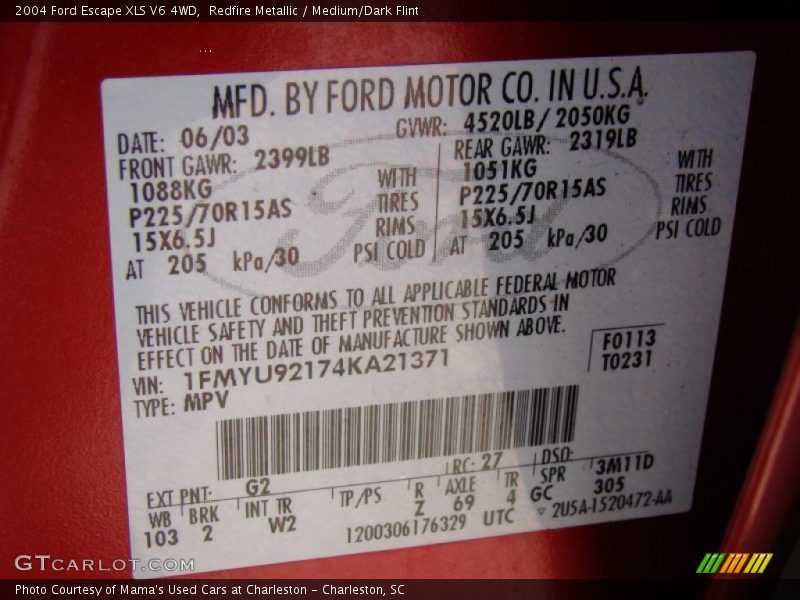 2004 Ford Escape XLS V6 4WD, Redfire Metallic / Medium/Dark Flint
MFD. BY FORD MOTOR CO. IN U.S.A.
DATE: 06/03 GVWR: 4520LB/ 2050KG
FRONT GAWR: 2399LB REAR GAWR: 2319LB
1088KG WITH 1051KG WITH
P225/70R15AS TIRES P225/70R15AS TIRES
15X6.5J RIMS 15X6.5J RIMS
AT 205 kPa/30 PSI COLD AT 205 kPa/30 PSI COLD
Ford
THIS VEHICLE CONFORMS TO ALL APPLICABLE FEDERAL MOTOR
VEHICLE SAFETY AND THEFT PREVENTION STANDARDS IN
EFFECT ON THE DATE OF MANUFACTURE SHOWN ABOVE.
VIN: 1FMYU92174KA21371 F0113
TYPE: MPV T0231
EXT PNT: G2 RC: 27 DSO:
WB BRK INT TR TP/PS R AXLE TR SPR 3M11D
103 2 W2 Z 69 4 GC 305
1200306176329 UTC 2U5A-1520472-AA
GTCARLOT.COM
Photo Courtesy of Mama's Used Cars at Charleston - Charleston, SC